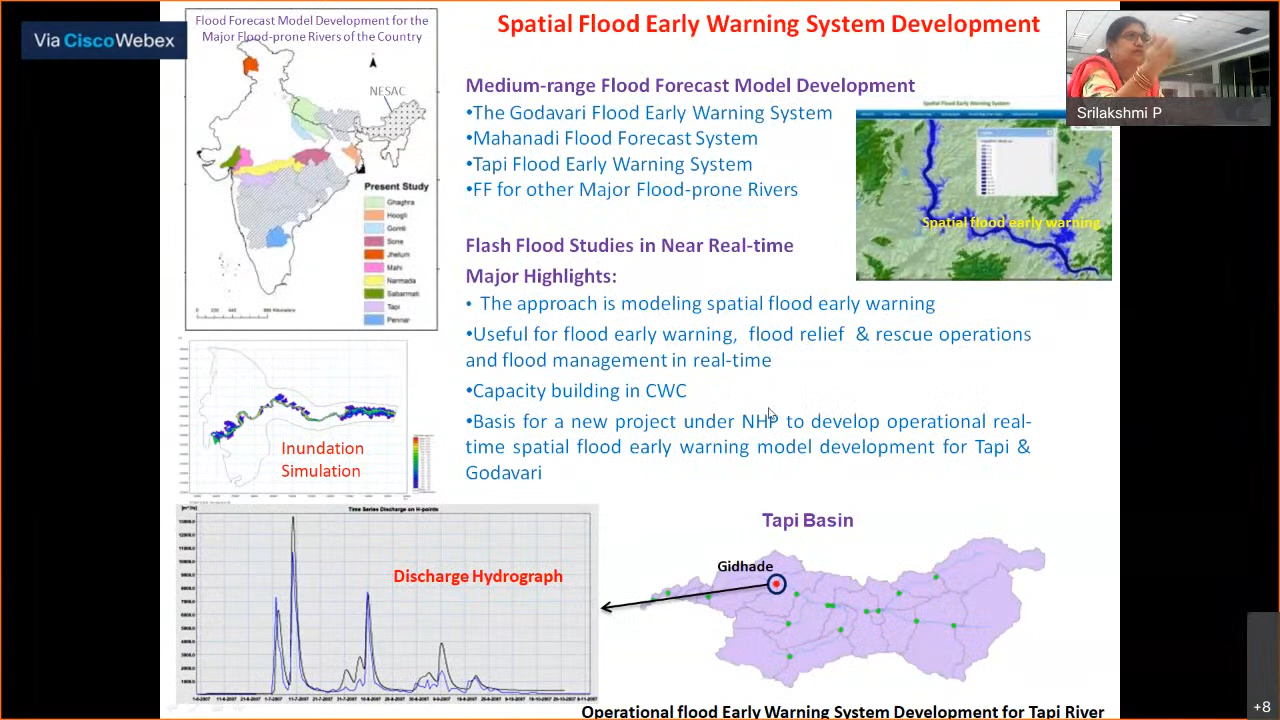 Via Cisco Webex
Flood Forecast Model Development for the
Major Flood-prone Rivers of the Country
NESAC
Present Study
Ghaghra
Hoogli
Gomti
Sone
Jhelum
Mahi
Narmada
Sabarmati
Tapi
Pennar
Spatial Flood Early Warning System Development
Srilakshmi P
Medium-range Flood Forecast Model Development
•The Godavari Flood Early Warning System
•Mahanadi Flood Forecast System
•Tapi Flood Early Warning System
•FF for other Major Flood-prone Rivers
Spatial Flood Early Warning System
Spatial flood early warning
Flash Flood Studies in Near Real-time
Major Highlights:
• The approach is modeling spatial flood early warning
•Useful for flood early warning, flood relief & rescue operations
and flood management in real-time
•Capacity building in CWC
•Basis for a new project under NHP to develop operational real-
time spatial flood early warning model development for Tapi &
Godavari
Inundation
Simulation
Time Series Discharge on H-points
Discharge Hydrograph
Tapi Basin
Gidhade
Operational flood Early Warning System Development for Tapi River
+8